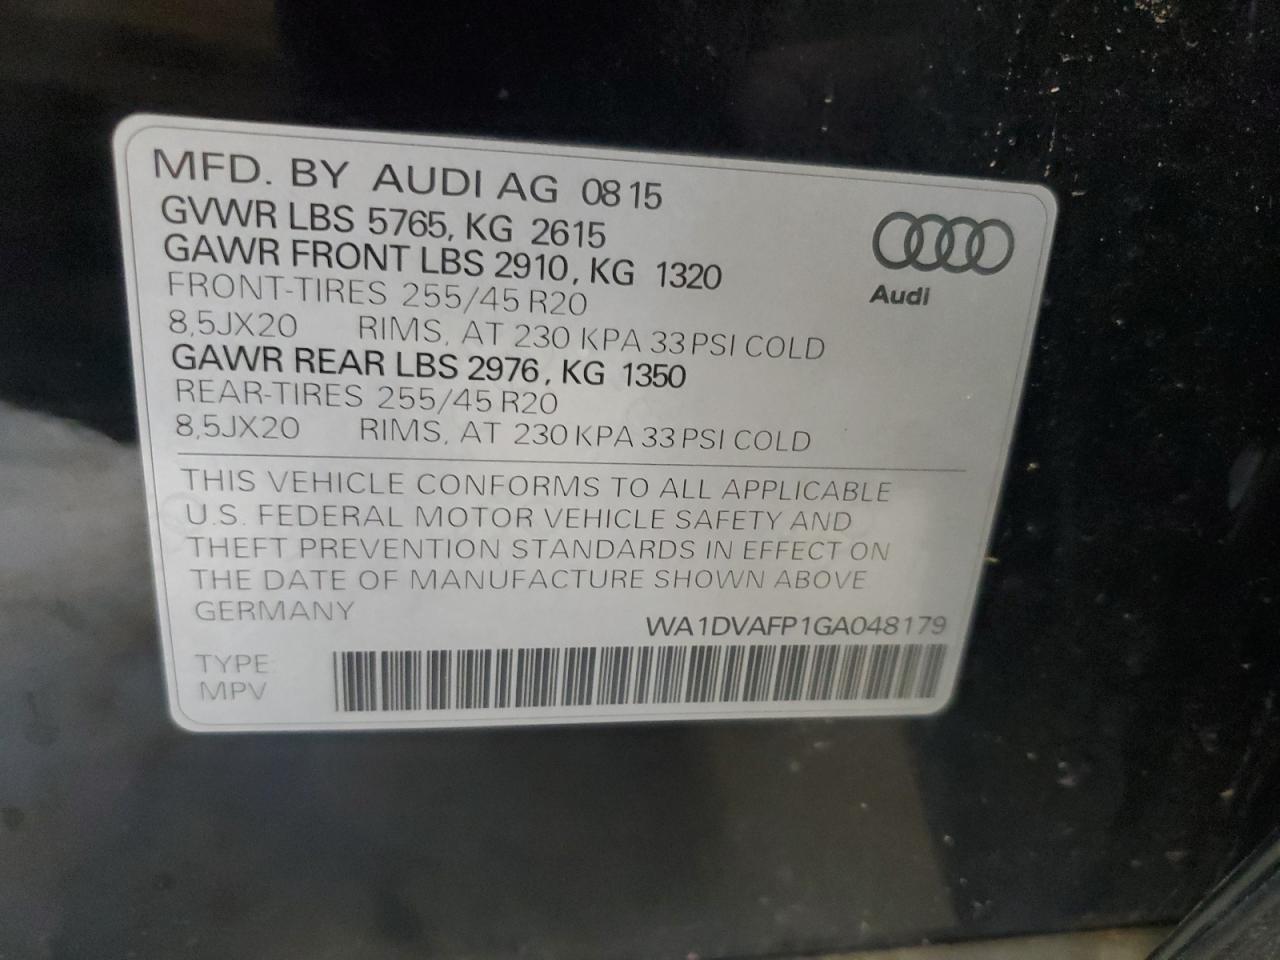 MFD. BY AUDI AG 08 15
GVWR LBS 5765, KG 2615
GAWR FRONT LBS 2910, KG 1320
FRONT-TIRES 255/45 R20
8,5JX20 RIMS, AT 230 KPA 33 PSI COLD
GAWR REAR LBS 2976, KG 1350
REAR-TIRES 255/45 R20
8,5JX20 RIMS, AT 230 KPA 33 PSI COLD
Audi
THIS VEHICLE CONFORMS TO ALL APPLICABLE
U.S. FEDERAL MOTOR VEHICLE SAFETY AND
THEFT PREVENTION STANDARDS IN EFFECT ON
THE DATE OF MANUFACTURE SHOWN ABOVE
GERMANY
WA1DVAFP1GA048179
TYPE:
MPV